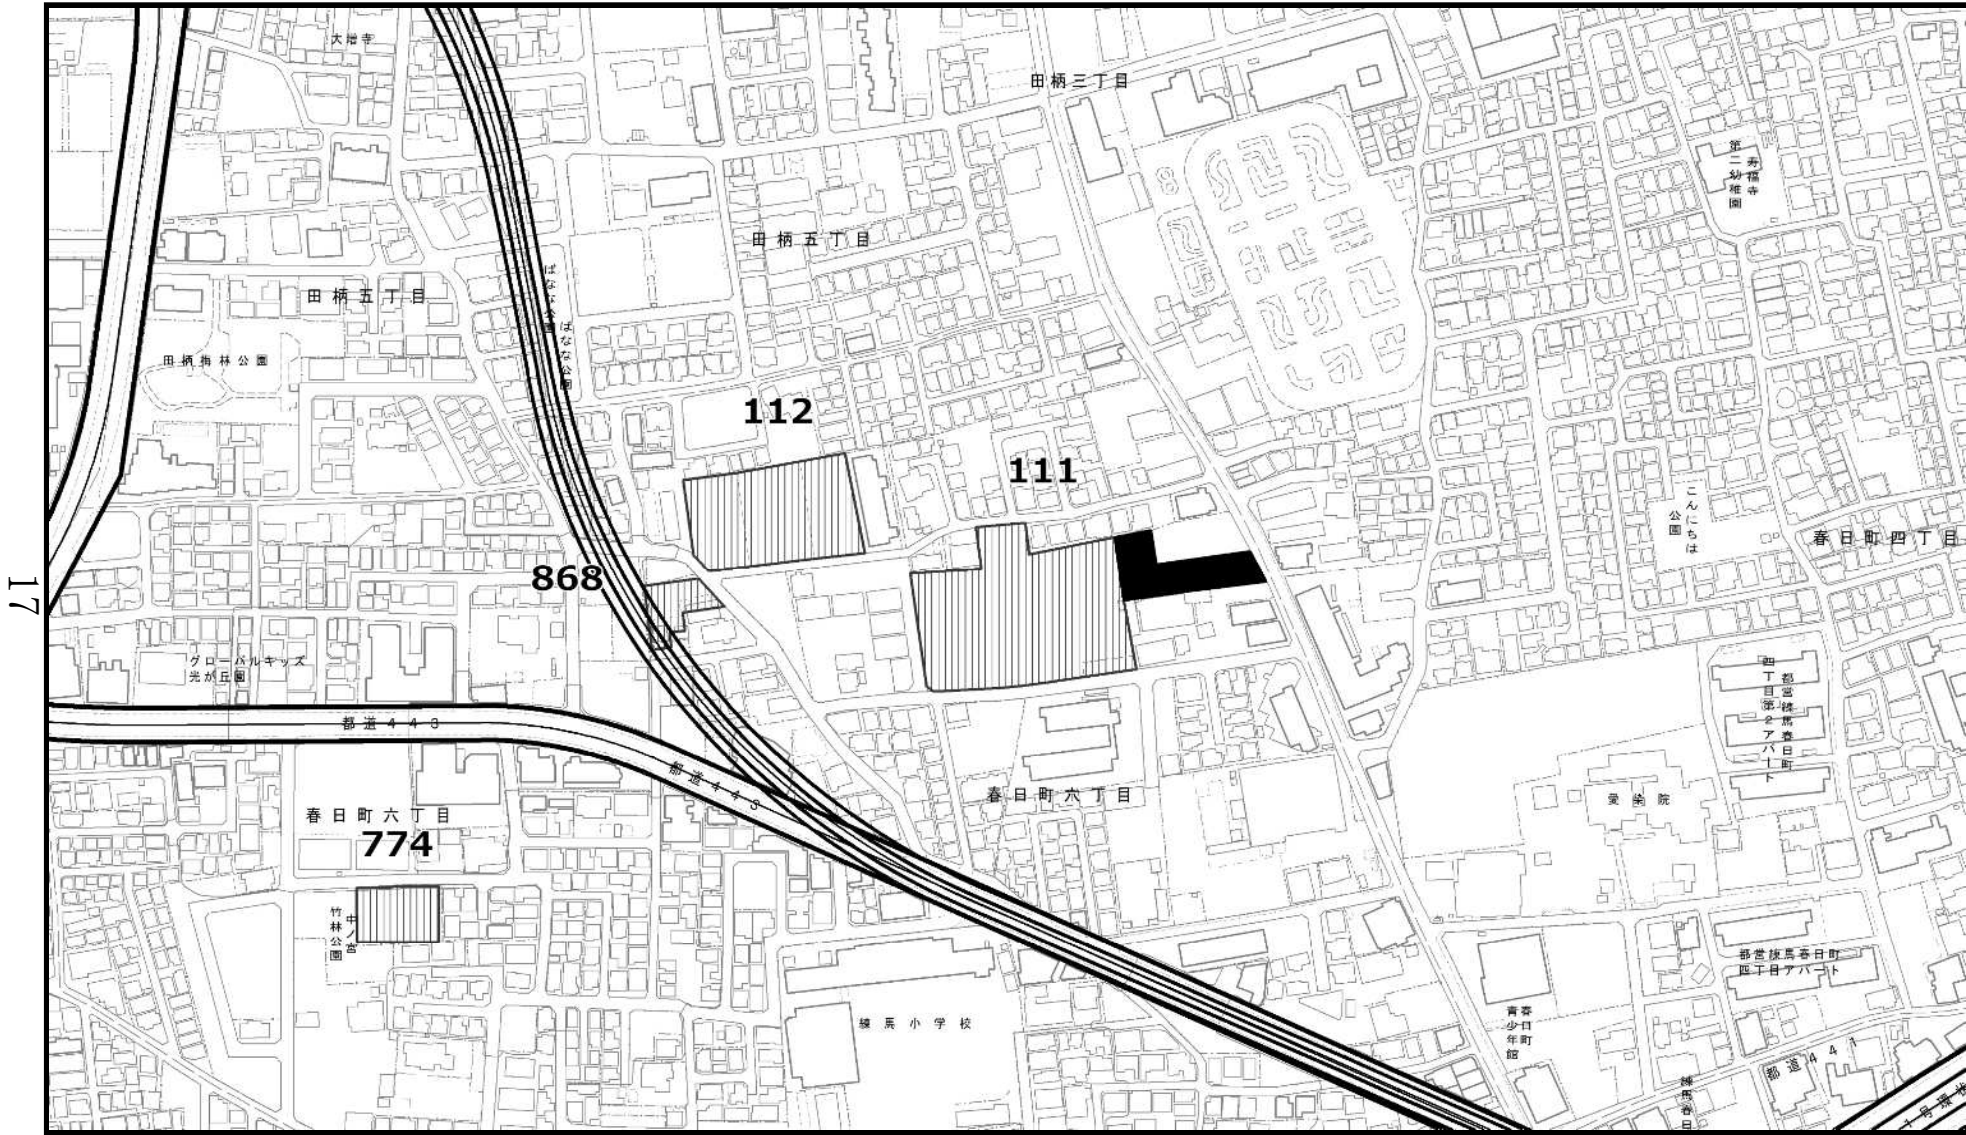 大増寺
田柄三丁目
第二
寿福寺
幼稚園
田柄五丁目
田柄五丁目
ばなな公園
ばなな公園
田柄梅林公園
112
111
こんにちは
公園
春日町四丁目
868
17
グローバルキッズ
光が丘園
都道443
都営練馬春日町
四丁目第2アパート
都道443
春日町六丁目
愛染院
春日町六丁目
774
中ノ宮
竹林公園
都営練馬春日町
四丁目アパート
練馬小学校
春日町
青少年館
都道441
練馬春日